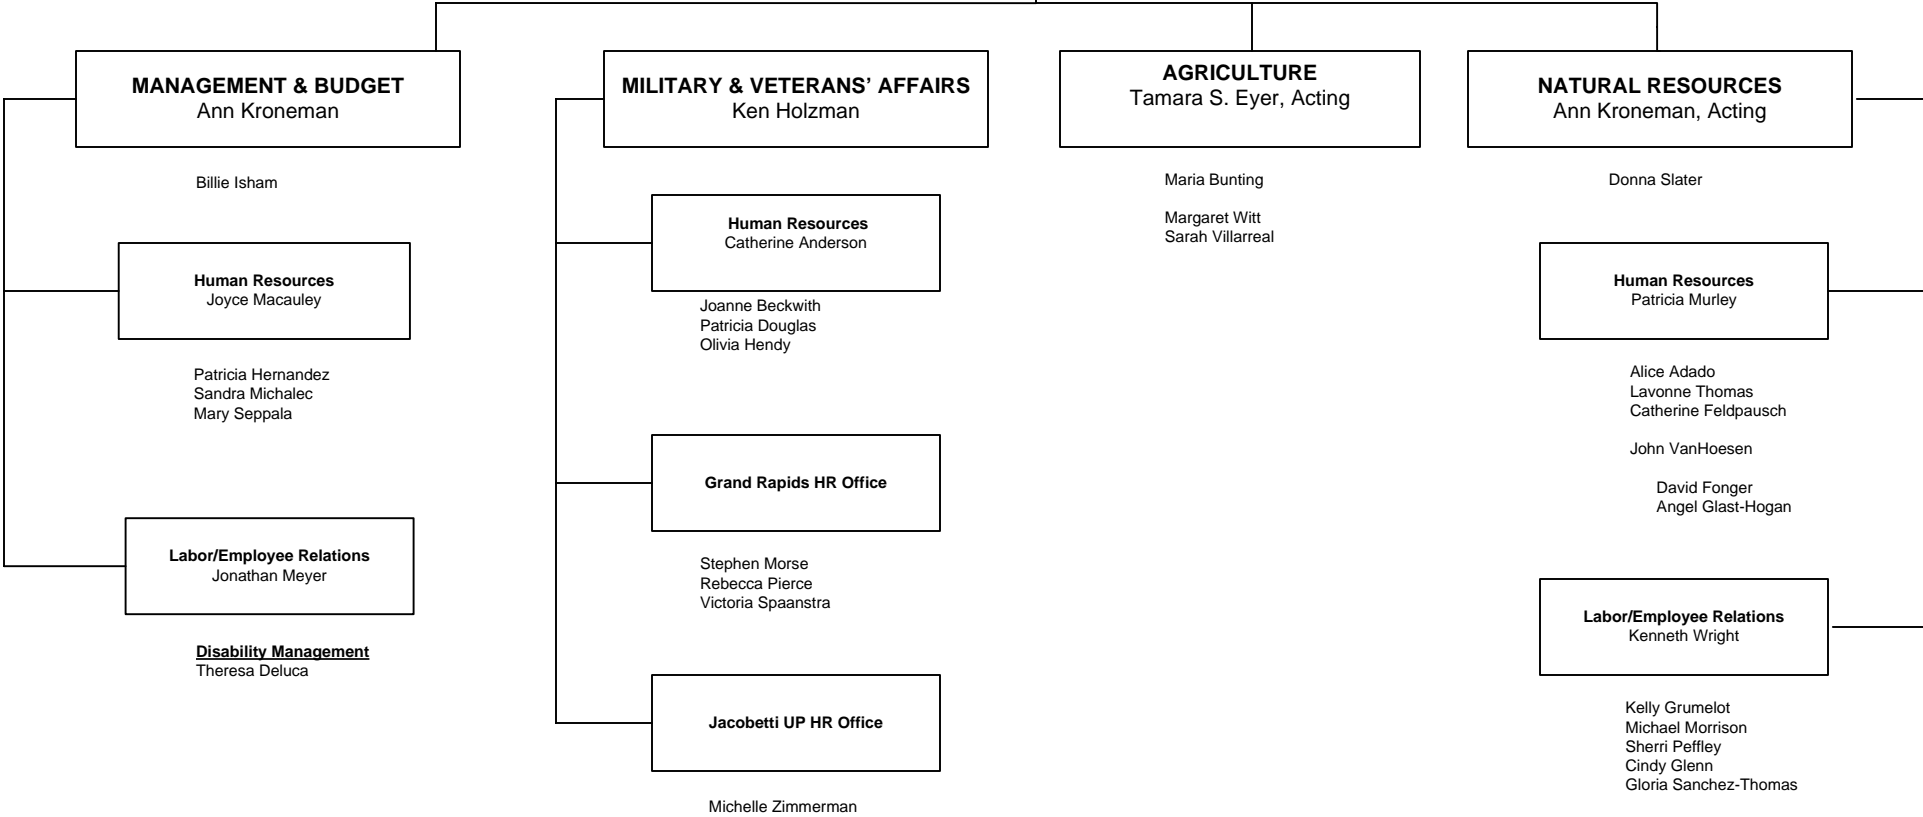 MANAGEMENT & BUDGET
Ann Kroneman
Billie Isham
Human Resources
Joyce Macauley
Patricia Hernandez
Sandra Michalec
Mary Seppala
Labor/Employee Relations
Jonathan Meyer
Disability Management
Theresa Deluca
MILITARY & VETERANS’ AFFAIRS
Ken Holzman
Human Resources
Catherine Anderson
Joanne Beckwith
Patricia Douglas
Olivia Hendy
Grand Rapids HR Office
Stephen Morse
Rebecca Pierce
Victoria Spaanstra
Jacobetti UP HR Office
Michelle Zimmerman
AGRICULTURE
Tamara S. Eyer, Acting
Maria Bunting
Margaret Witt
Sarah Villarreal
NATURAL RESOURCES
Ann Kroneman, Acting
Donna Slater
Human Resources
Patricia Murley
Alice Adado
Lavonne Thomas
Catherine Feldpausch
John VanHoesen
David Fonger
Angel Glast-Hogan
Labor/Employee Relations
Kenneth Wright
Kelly Grumelot
Michael Morrison
Sherri Peffley
Cindy Glenn
Gloria Sanchez-Thomas